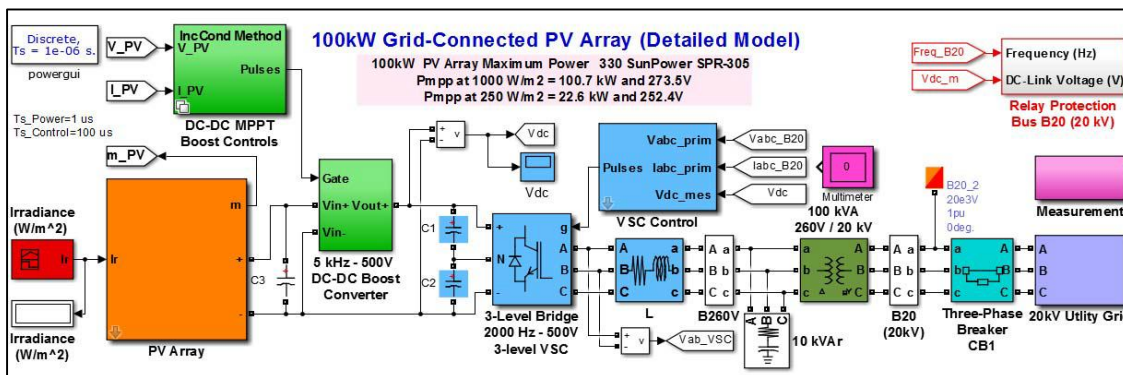 Discrete,
Ts = 1e-06 s.
powergui
V_PV
I_PV
IncCond Method
V_PV
Pulses
I_PV
DC-DC MPPT
Boost Controls
100kW Grid-Connected PV Array (Detailed Model)
100kW PV Array Maximum Power 330 SunPower SPR-305
Pmpp at 1000 W/m2 = 100.7 kW and 273.5V
Pmpp at 250 W/m2 = 22.6 kW and 252.4V
Freq_B20
Vdc_m
Frequency (Hz)
DC-Link Voltage (V)
Relay Protection
Bus B20 (20 kV)
Ts_Power=1 us
Ts_Control=100 us
m_PV
Irradiance
(W/m^2)
Ir
Irradiance
(W/m^2)
Ir
m
+
-
PV Array
C3
+
Gate
Vin+ Vout+
Vin-
5 kHz - 500V
DC-DC Boost
Converter
+
-
v
Vdc
Vdc
C1
+
C2
+
+
N
-
g
A
B
C
3-Level Bridge
2000 Hz - 500V
3-level VSC
Pulses
Vabc_prim
Iabc_prim
Vdc_mes
VSC Control
Vabc_B20
Iabc_B20
Vdc
0
Multimeter
100 kVA
260V / 20 kV
+
-
v
Vab_VSC
A a
B b
C c
L
A a
B b
C c
B260V
A B C
10 kVAr
a A
b B
c C
Δ
A a
B b
C c
B20
(20kV)
B20_2
20e3V
1pu
0deg.
a A
b B
c C
Three-Phase
Breaker
CB1
Measurement
A
B
C
20kV Utlity Gri